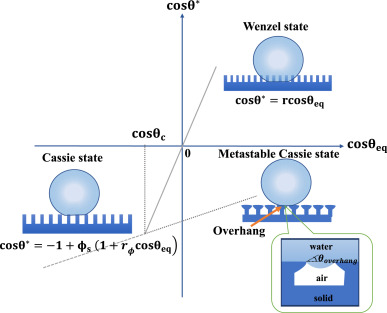 cosθ*
Wenzel state
cosθ* = rcosθeq
cosθc
0
cosθeq
Cassie state
Metastable Cassie state
cosθ* = −1 + ϕs (1 + rϕcosθeq)
Overhang
water
θoverhang
air
solid